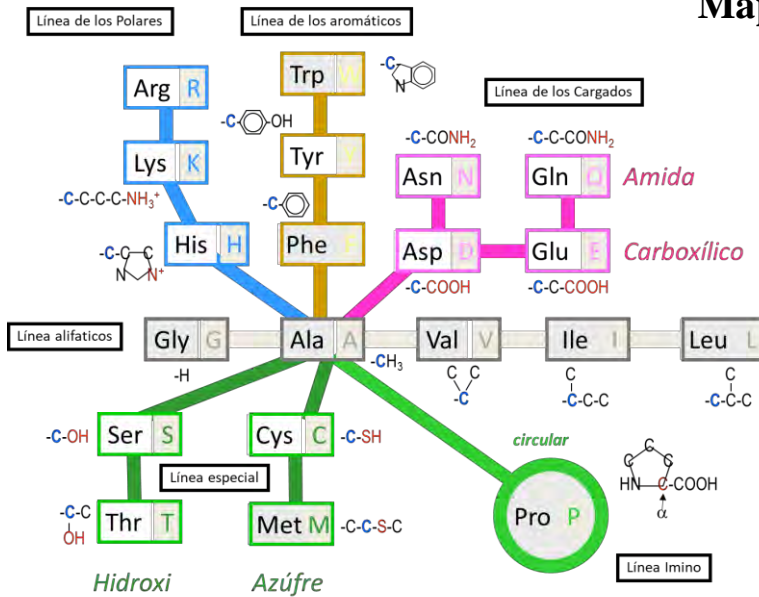 Map
Línea de los Polares
Línea de los aromáticos
Línea de los Cargados
Arg R
Trp W
-C
N
-C- -OH
-C-CONH2
-C-C-CONH2
Lys K
Tyr Y
Asn N
Gln Q
Amida
-C-C-C-C-NH3+
-C-
-C-C C
N N+
His H
Phe
Asp D
Glu E
Carboxílico
-C-COOH
-C-C-COOH
Línea alifaticos
Gly G
Ala A
Val V
Ile I
Leu L
-H
-CH3
C C
-C
C
-C-C-C
C
-C-C-C
-C-OH
Ser S
Cys C
-C-SH
circular
C
C C
HN C-COOH
α
Línea especial
-C-C
OH
Thr T
Met M
-C-C-S-C
Pro P
Línea Imino
Hidroxi
Azúfre